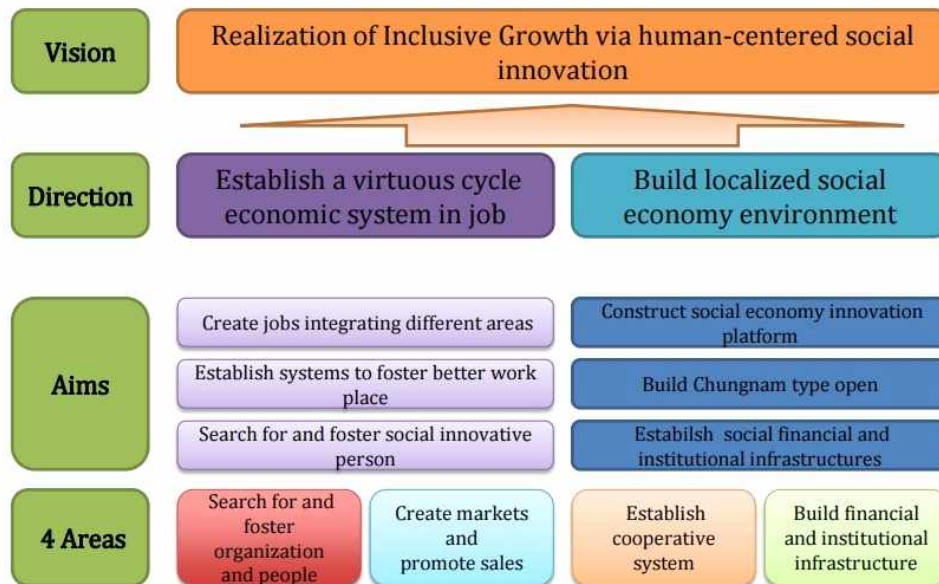 Vision
Realization of Inclusive Growth via human-centered social
innovation
Direction
Establish a virtuous cycle
economic system in job
Build localized social
economy environment
Aims
Create jobs integrating different areas
Construct social economy innovation
platform
Establish systems to foster better work
place
Build Chungnam type open
Search for and foster social innovative
person
Estabilsh social financial and
institutional infrastructures
4 Areas
Search for and
foster
organization
and people
Create markets
and
promote sales
Establish
cooperative
system
Build financial
and institutional
infrastructure